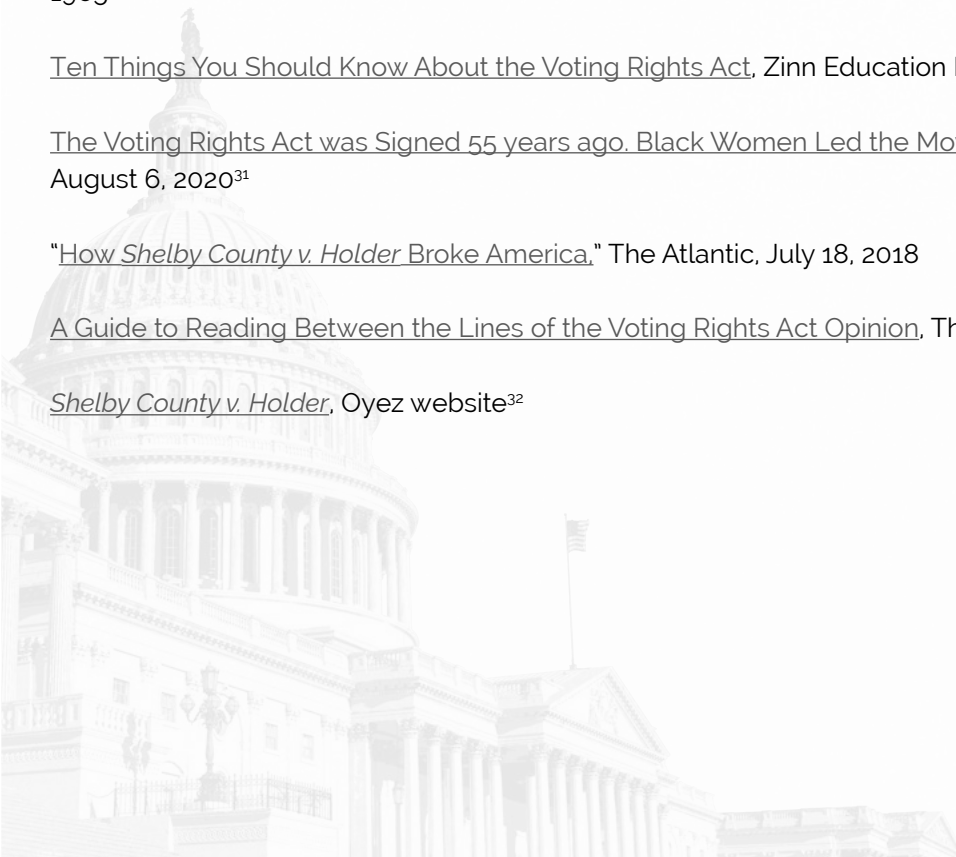 Ten Things You Should Know About the Voting Rights Act, Zinn Education
The Voting Rights Act was Signed 55 years ago. Black Women Led the
August 6, 2020³¹
“How Shelby County v. Holder Broke America,” The Atlantic, July 18, 2018
A Guide to Reading Between the Lines of the Voting Rights Act Opinion,
Shelby County v. Holder, Oyez website³²